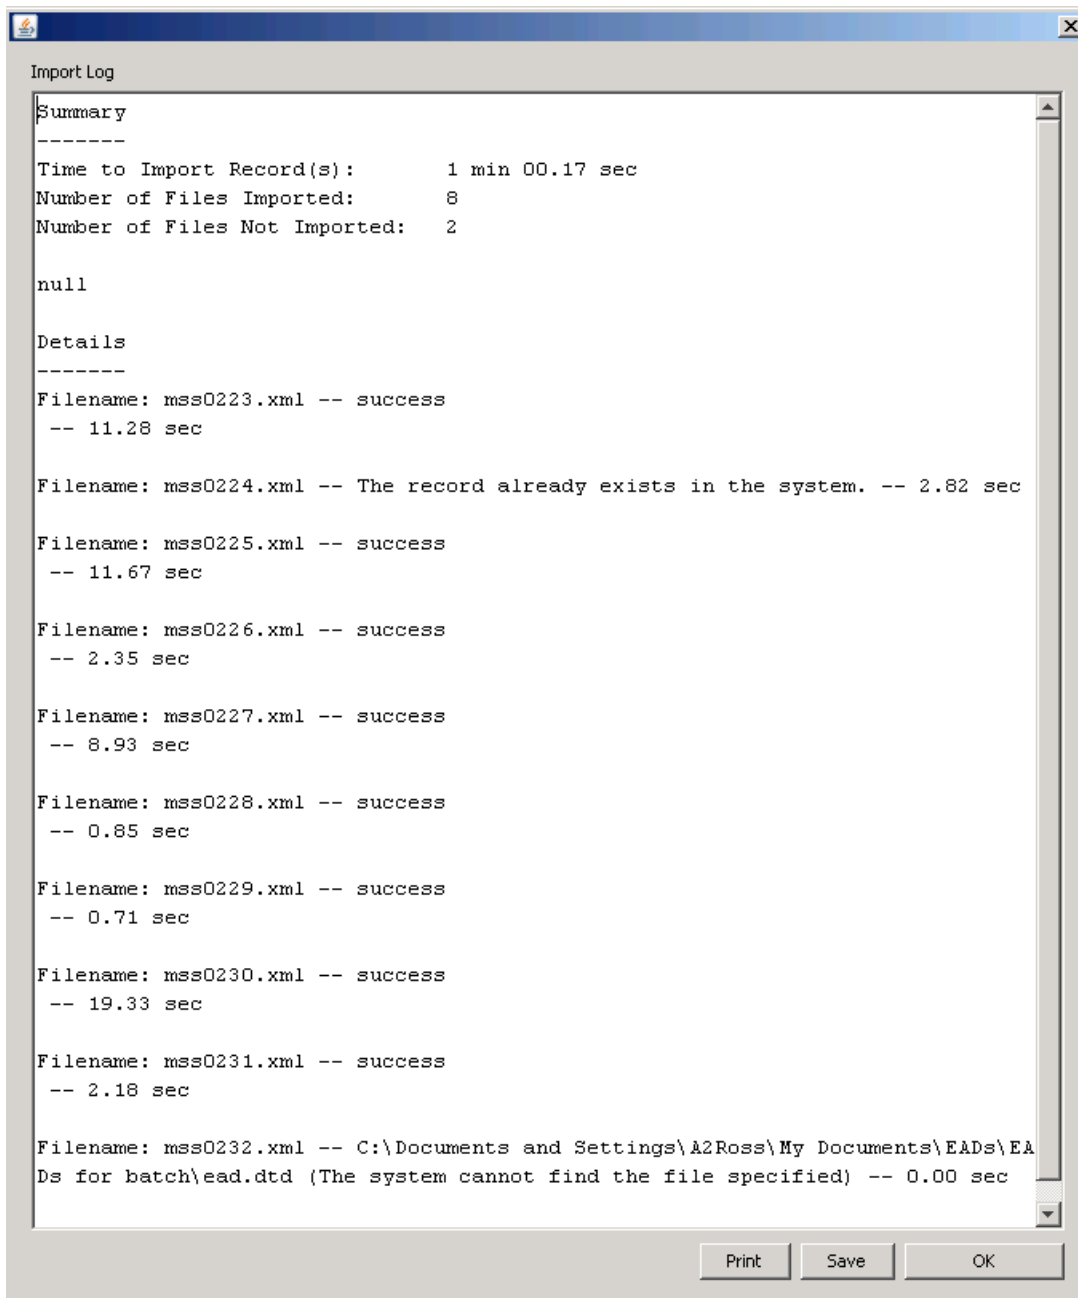 Import Log
Summary
-------
Time to Import Record(s): 1 min 00.17 sec
Number of Files Imported: 8
Number of Files Not Imported: 2
null
Details
-------
Filename: mss0223.xml -- success
-- 11.28 sec
Filename: mss0224.xml -- The record already exists in the system. -- 2.82 sec
Filename: mss0225.xml -- success
-- 11.67 sec
Filename: mss0226.xml -- success
-- 2.35 sec
Filename: mss0227.xml -- success
-- 8.93 sec
Filename: mss0228.xml -- success
-- 0.85 sec
Filename: mss0229.xml -- success
-- 0.71 sec
Filename: mss0230.xml -- success
-- 19.33 sec
Filename: mss0231.xml -- success
-- 2.18 sec
Filename: mss0232.xml -- C:\Documents and Settings\A2Ross\My Documents\EADs\EA
Ds for batch\ead.dtd (The system cannot find the file specified) -- 0.00 sec
Print Save OK